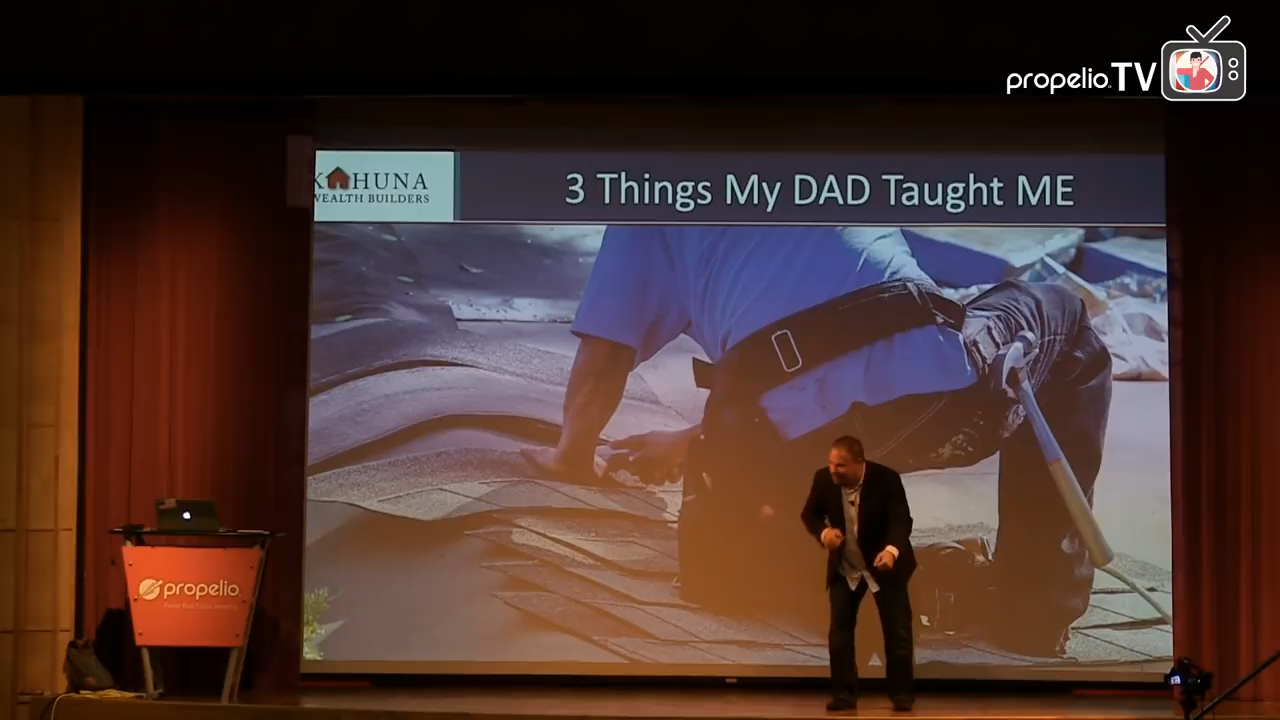 propelio.TV
KAHUNA
WEALTH BUILDERS
3 Things My DAD Taught ME
propelio